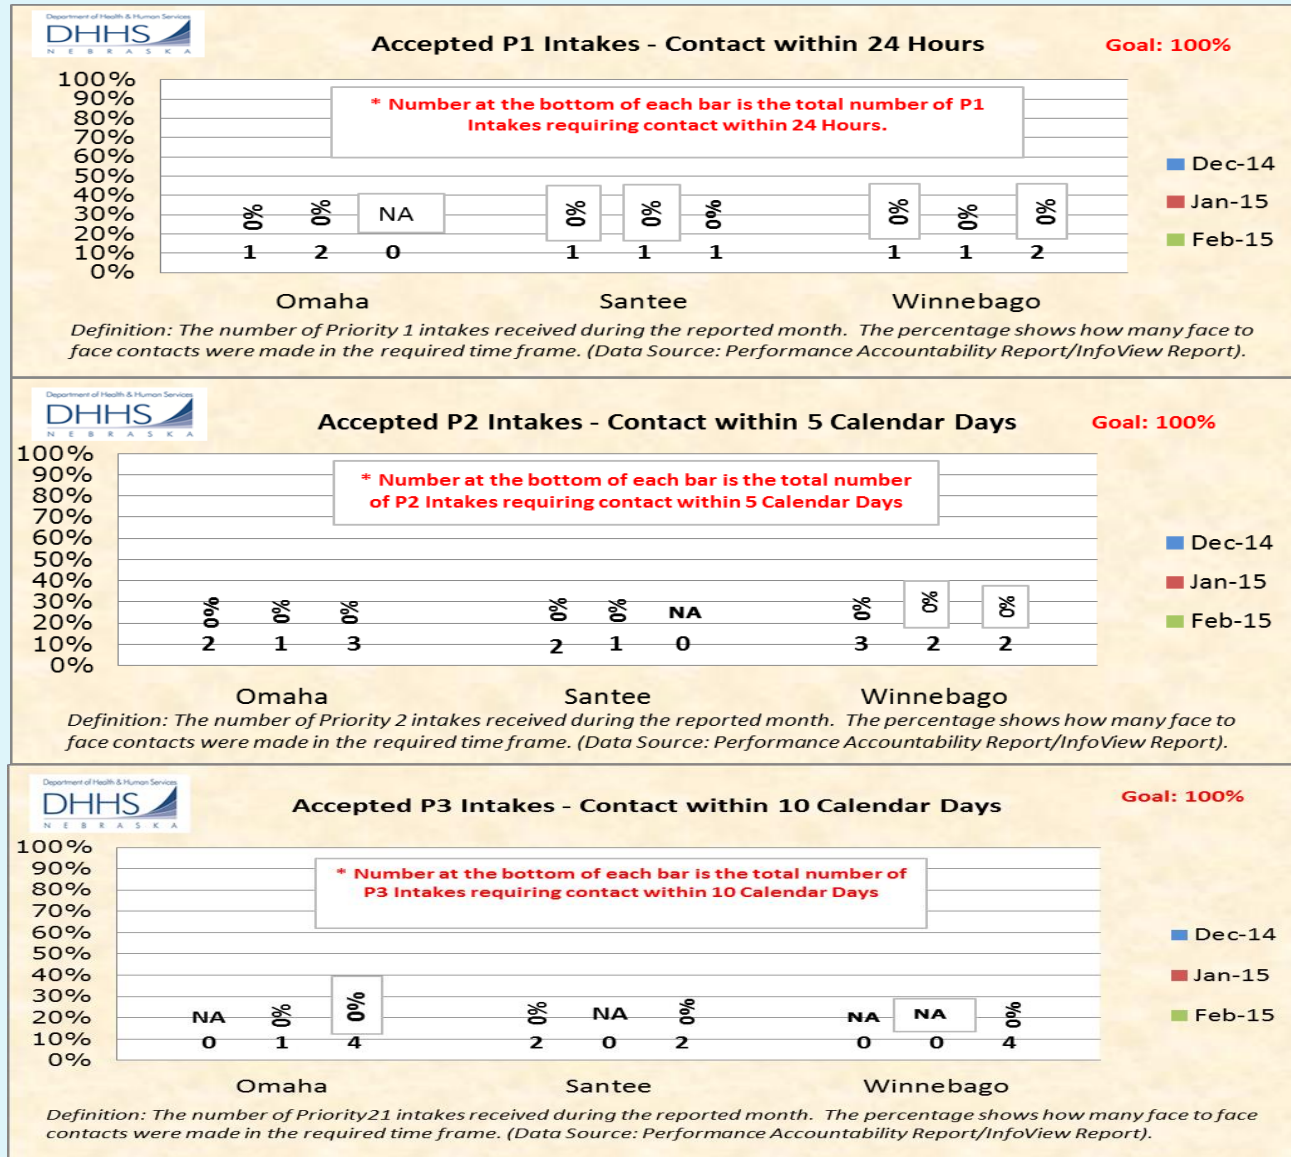 Department of Health & Human Services
DHHS
N E B R A S K A
Accepted P1 Intakes - Contact within 24 Hours
Goal: 100%
* Number at the bottom of each bar is the total number of P1
Intakes requiring contact within 24 Hours.
100%
90%
80%
70%
60%
50%
40%
30%
20%
10%
0%
0% 0% NA 0% 0% 0% 0% 0% 0%
1 2 0 1 1 1 1 1 2
Omaha Santee Winnebago
Dec-14
Jan-15
Feb-15
Definition: The number of Priority 1 intakes received during the reported month. The percentage shows how many face to
face contacts were made in the required time frame. (Data Source: Performance Accountability Report/InfoView Report).
Department of Health & Human Services
DHHS
N E B R A S K A
Accepted P2 Intakes - Contact within 5 Calendar Days
Goal: 100%
* Number at the bottom of each bar is the total number
of P2 Intakes requiring contact within 5 Calendar Days
100%
90%
80%
70%
60%
50%
40%
30%
20%
10%
0%
0% 0% 0% 0% 0% NA 0% 0% 0%
2 1 3 2 1 0 3 2 2
Omaha Santee Winnebago
Dec-14
Jan-15
Feb-15
Definition: The number of Priority 2 intakes received during the reported month. The percentage shows how many face to
face contacts were made in the required time frame. (Data Source: Performance Accountability Report/InfoView Report).
Department of Health & Human Services
DHHS
N E B R A S K A
Accepted P3 Intakes - Contact within 10 Calendar Days
Goal: 100%
* Number at the bottom of each bar is the total number of
P3 Intakes requiring contact within 10 Calendar Days
100%
90%
80%
70%
60%
50%
40%
30%
20%
10%
0%
NA 0% 0% 0% NA 0% NA NA 0%
0 1 4 2 0 2 0 0 4
Omaha Santee Winnebago
Dec-14
Jan-15
Feb-15
Definition: The number of Priority21 intakes received during the reported month. The percentage shows how many face to face
contacts were made in the required time frame. (Data Source: Performance Accountability Report/InfoView Report).